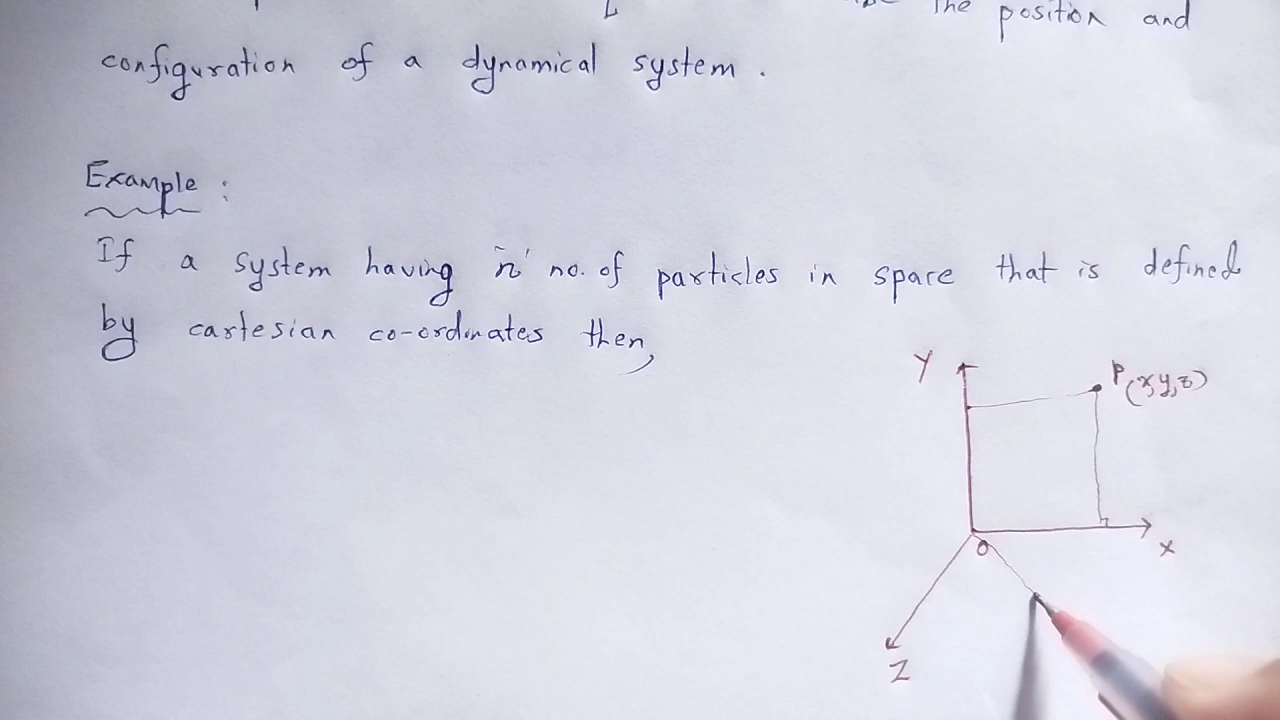 The position and
configuration of a dynamical system .
Example :
If a system having 'n' no. of particles in space that is defined
by cartesian co-ordinates then,
Y
P(x,y,z)
O
X
Z